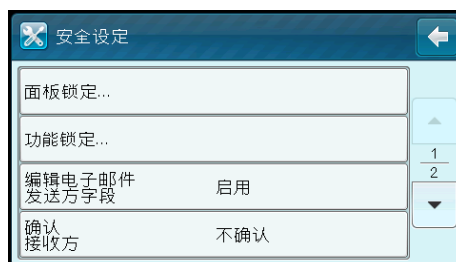 安全设定
面板锁定...
功能锁定...
编辑电子邮件
发送方字段
启用
确认
接收方
不确认
1
2